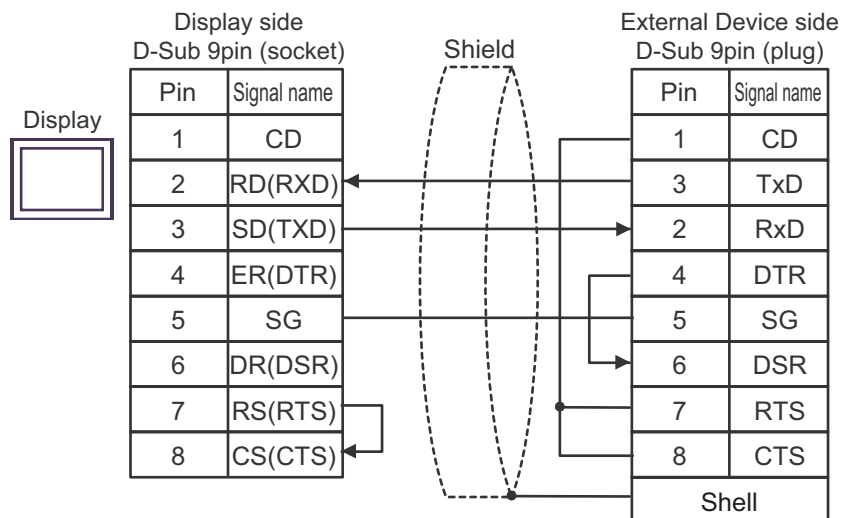 Display side
D-Sub 9pin (socket)
Shield
External Device side
D-Sub 9pin (plug)
Display
Pin Signal name
1 CD
2 RD(RXD)
3 SD(TXD)
4 ER(DTR)
5 SG
6 DR(DSR)
7 RS(RTS)
8 CS(CTS)
Pin Signal name
1 CD
3 TxD
2 RxD
4 DTR
5 SG
6 DSR
7 RTS
8 CTS
Shell